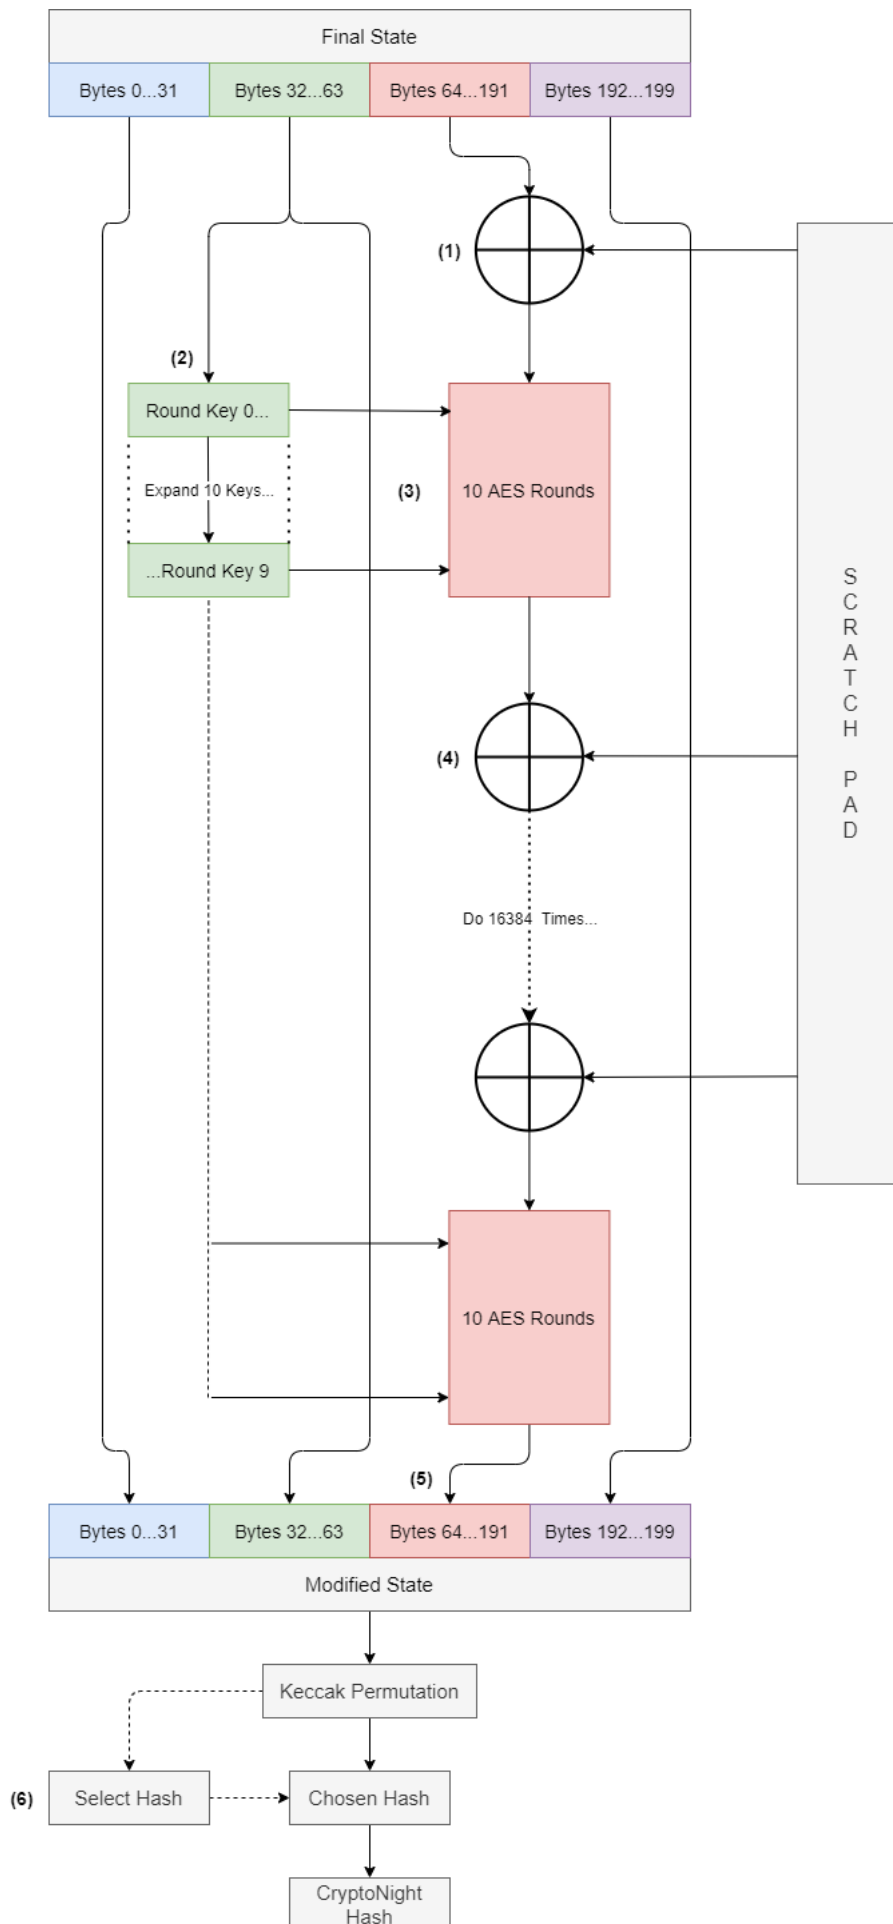 Final State
Bytes 0...31 Bytes 32...63 Bytes 64...191 Bytes 192...199
(1)
(2)
Round Key 0...
Expand 10 Keys...
(3)
10 AES Rounds
...Round Key 9
SCRATCH PAD
(4)
Do 16384 Times...
10 AES Rounds
(5)
Bytes 0...31 Bytes 32...63 Bytes 64...191 Bytes 192...199
Modified State
Keccak Permutation
(6)
Select Hash
Chosen Hash
CryptoNight
Hash